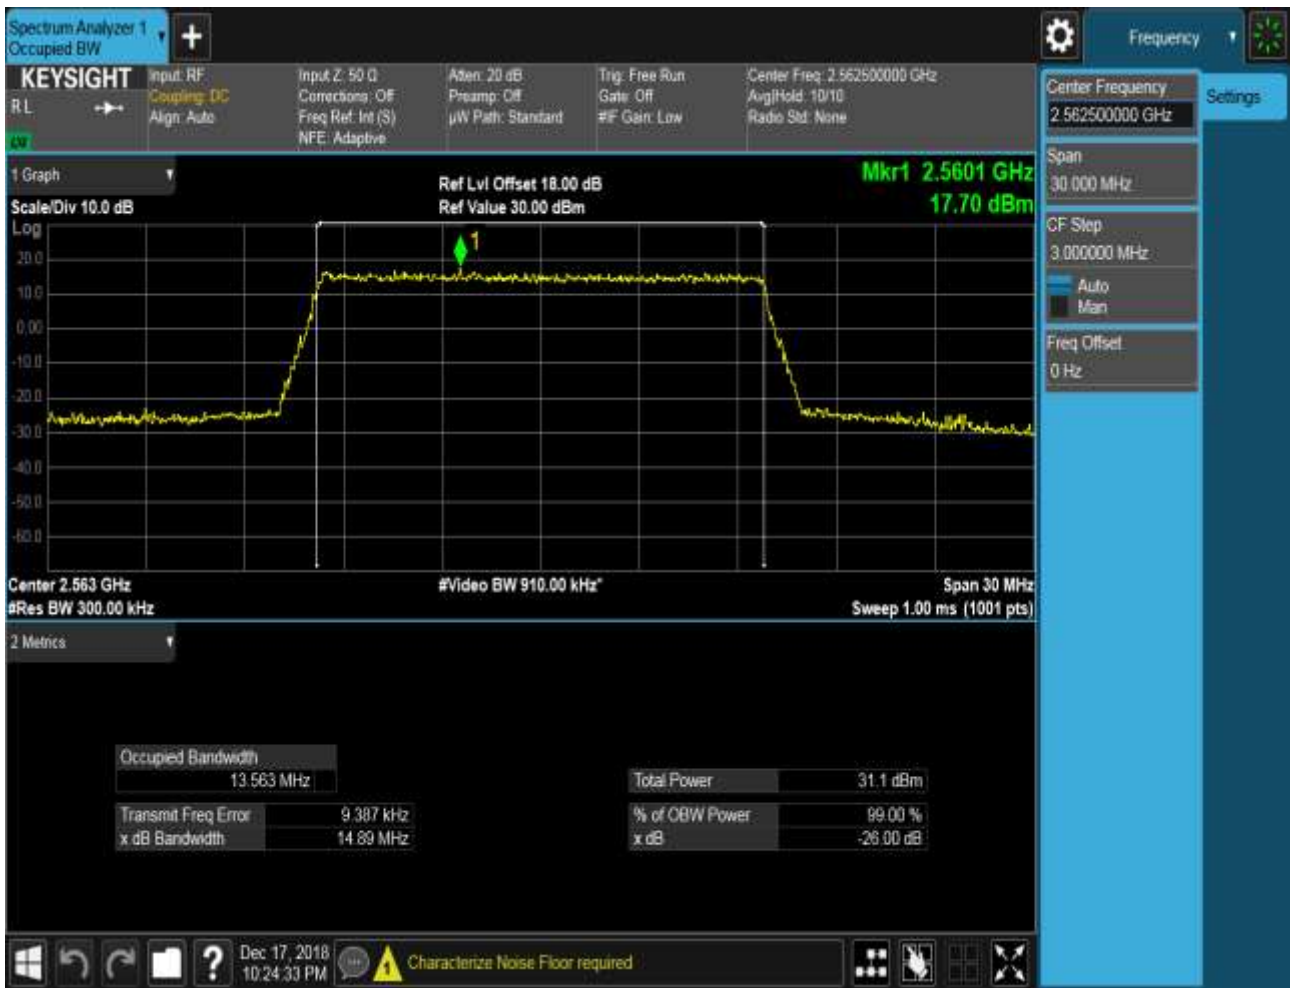 Spectrum Analyzer 1
Occupied BW
Frequency
KEYSIGHT
R L
Input: RF
Coupling: DC
Align: Auto
Input Z: 50 Ω
Corrections: Off
Freq Ref: Int (S)
NFE: Adaptive
Atten: 20 dB
Preamp: Off
µW Path: Standard
Trig: Free Run
Gate: Off
#IF Gain: Low
Center Freq: 2.562500000 GHz
Avg|Hold: 10/10
Radio Std: None
Center Frequency
2.562500000 GHz
Settings
Span
30.000 MHz
CF Step
3.000000 MHz
Auto
Man
Freq Offset
0 Hz
1 Graph
Scale/Div 10.0 dB
Ref Lvl Offset 18.00 dB
Ref Value 30.00 dBm
Mkr1 2.5601 GHz
17.70 dBm
Log
20.0
10.0
0.00
-10.0
-20.0
-30.0
-40.0
-50.0
-60.0
1
Center 2.563 GHz
#Res BW 300.00 kHz
#Video BW 910.00 kHz*
Span 30 MHz
Sweep 1.00 ms (1001 pts)
2 Metrics
Occupied Bandwidth
13.563 MHz
Transmit Freq Error 9.387 kHz
x dB Bandwidth 14.89 MHz
Total Power 31.1 dBm
% of OBW Power 99.00 %
x dB -26.00 dB
Dec 17, 2018
10:24:33 PM
1
Characterize Noise Floor required